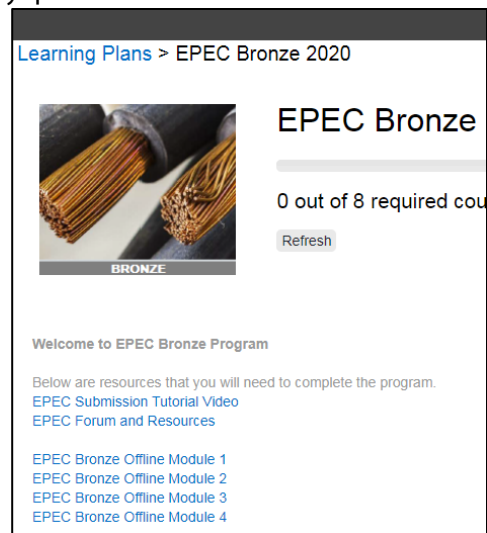 Learning Plans > EPEC Bronze 2020
EPEC Bronze
0 out of 8 required cou
Refresh
BRONZE
Welcome to EPEC Bronze Program
Below are resources that you will need to complete the program.
EPEC Submission Tutorial Video
EPEC Forum and Resources
EPEC Bronze Offline Module 1
EPEC Bronze Offline Module 2
EPEC Bronze Offline Module 3
EPEC Bronze Offline Module 4